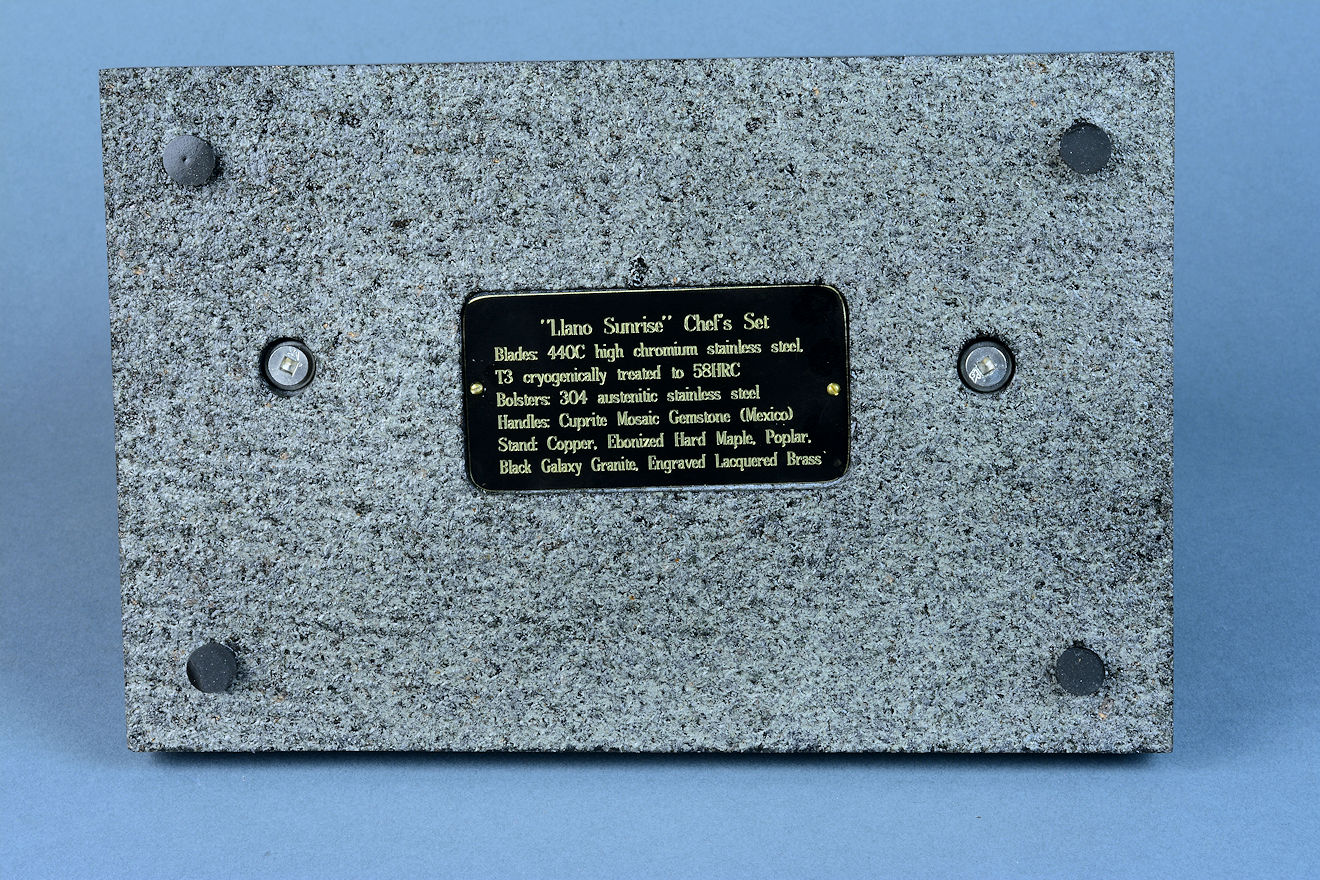 "Llano Sunrise" Chef's Set
Blades: 440C high chromium stainless steel,
T3 cryogenically treated to 58HRC
Bolsters: 304 austenitic stainless steel
Handles: Cuprite Mosaic Gemstone (Mexico)
Stand: Copper, Ebonized Hard Maple, Poplar,
Black Galaxy Granite, Engraved Lacquered Brass